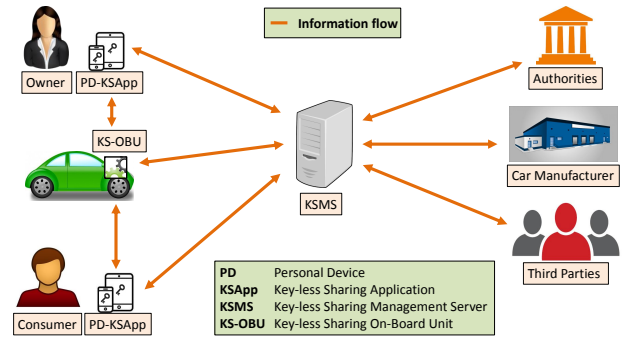 Information flow
Owner
PD-KSApp
Authorities
KS-OBU
KSMS
Car Manufacturer
Consumer
PD-KSApp
Third Parties
PD Personal Device
KSApp Key-less Sharing Application
KSMS Key-less Sharing Management Server
KS-OBU Key-less Sharing On-Board Unit